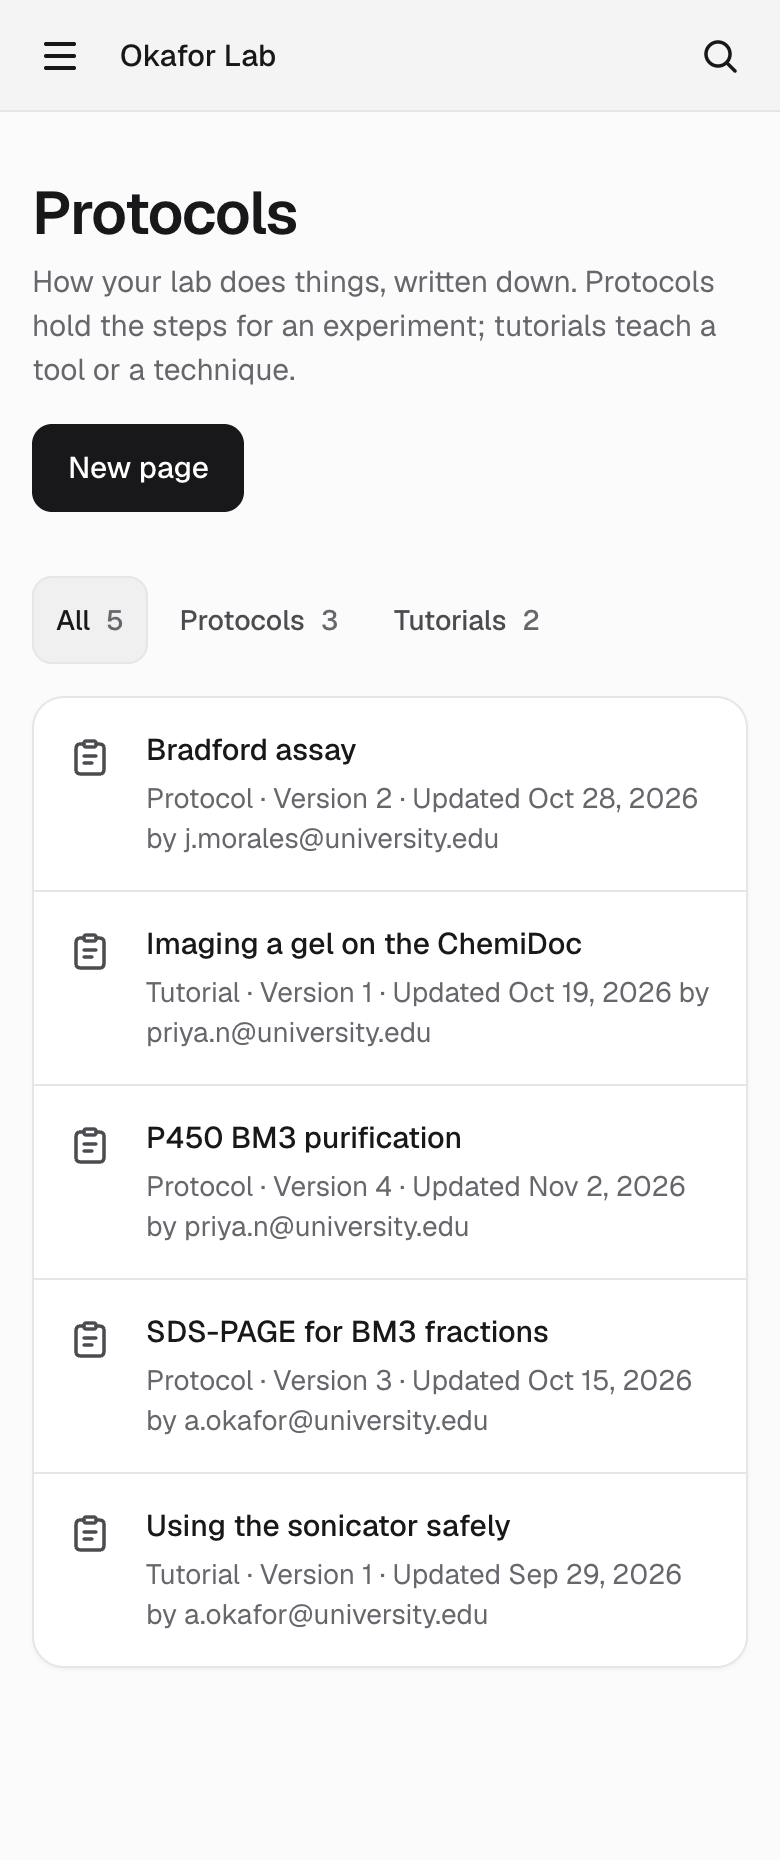 Okafor Lab
Protocols
How your lab does things, written down. Protocols
hold the steps for an experiment; tutorials teach a
tool or a technique.
New page
All 5 Protocols 3 Tutorials 2
Bradford assay
Protocol · Version 2 · Updated Oct 28, 2026
by j.morales@university.edu
Imaging a gel on the ChemiDoc
Tutorial · Version 1 · Updated Oct 19, 2026 by
priya.n@university.edu
P450 BM3 purification
Protocol · Version 4 · Updated Nov 2, 2026
by priya.n@university.edu
SDS-PAGE for BM3 fractions
Protocol · Version 3 · Updated Oct 15, 2026
by a.okafor@university.edu
Using the sonicator safely
Tutorial · Version 1 · Updated Sep 29, 2026
by a.okafor@university.edu